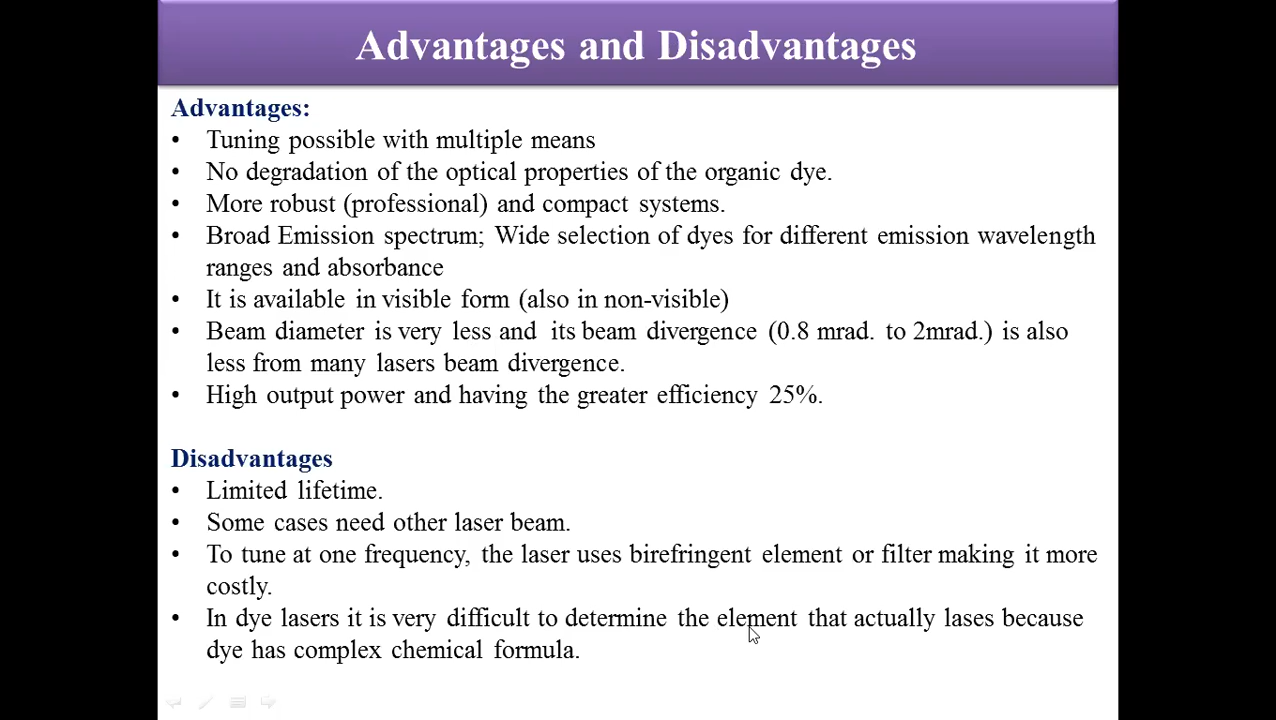 Advantages and Disadvantages
Advantages:
• Tuning possible with multiple means
• No degradation of the optical properties of the organic dye.
• More robust (professional) and compact systems.
• Broad Emission spectrum; Wide selection of dyes for different emission wavelength
ranges and absorbance
• It is available in visible form (also in non-visible)
• Beam diameter is very less and its beam divergence (0.8 mrad. to 2mrad.) is also
less from many lasers beam divergence.
• High output power and having the greater efficiency 25%.
Disadvantages
• Limited lifetime.
• Some cases need other laser beam.
• To tune at one frequency, the laser uses birefringent element or filter making it more
costly.
• In dye lasers it is very difficult to determine the element that actually lases because
dye has complex chemical formula.